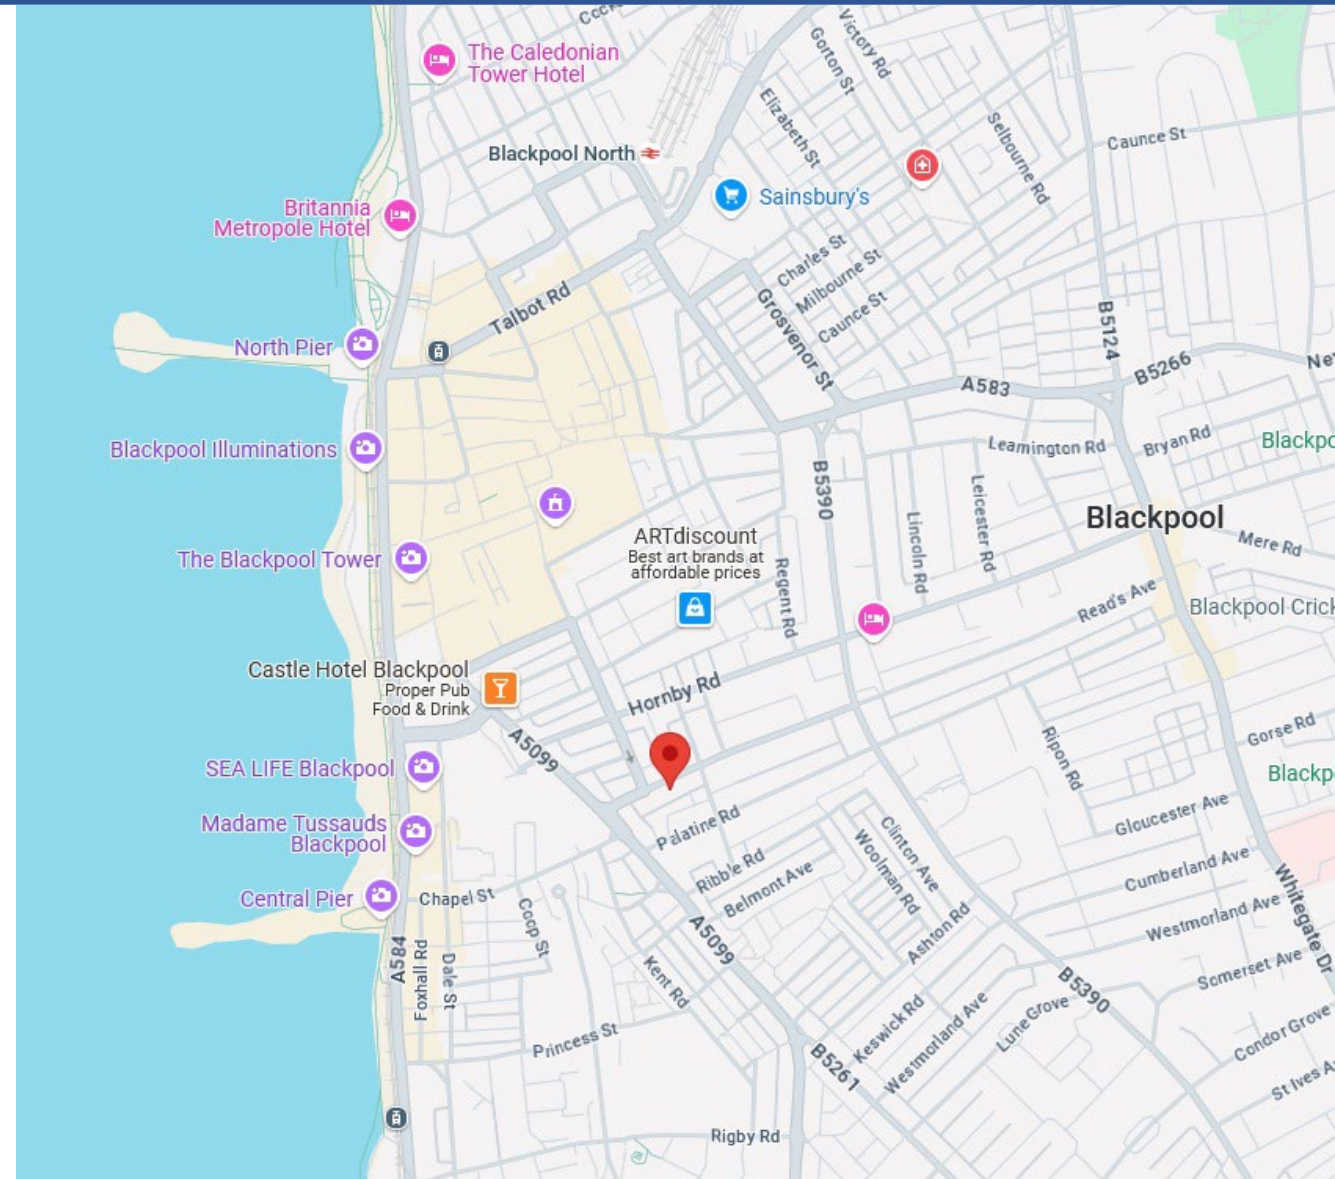 Victory Rd
Gorton St
The Caledonian
Tower Hotel
Elizabeth St
Selbourne Rd
Caunce St
Blackpool North
Sainsbury's
Britannia
Metropole Hotel
Charles St
Milbourne St
Caunce St
Talbot Rd
Grosvenor St
B5124
North Pier
B5266
A583
Blackpool Illuminations
Leamington Rd
Bryan Rd
B5390
Leicester Rd
Lincoln Rd
Blackpool
ARTdiscount
Best art brands at
affordable prices
Mere Rd
The Blackpool Tower
Regent Rd
Read's Ave
Castle Hotel Blackpool
Proper Pub
Food & Drink
Hornby Rd
A5099
Ripon Rd
Gorse Rd
SEA LIFE Blackpool
Madame Tussauds
Blackpool
Palatine Rd
Gloucester Ave
Clinton Ave
Woolman Rd
Ribble Rd
Belmont Ave
Cumberland Ave
Central Pier
Chapel St
Coop St
Whitegate Dr
Westmorland Ave
Ashton Rd
A5099
A584
Foxhall Rd
Dale St
Kent Rd
Somerset Ave
B5390
Keswick Rd
Westmorland Ave
Lune Grove
Condor Grove
Princess St
B5261
Rigby Rd